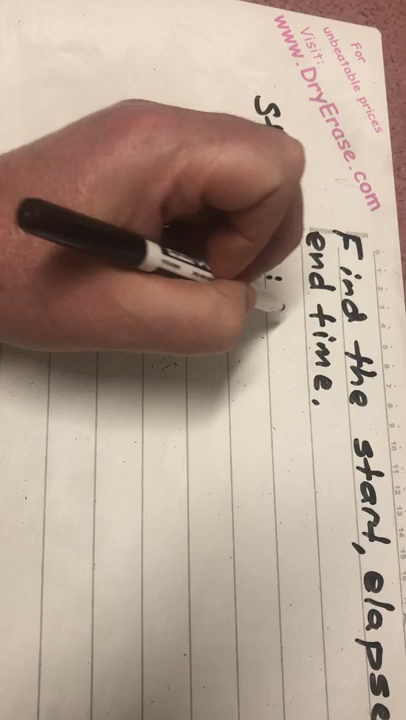 For
unbeatable prices
Visit:
www.DryErase.com
Find the start, elapse
end time.